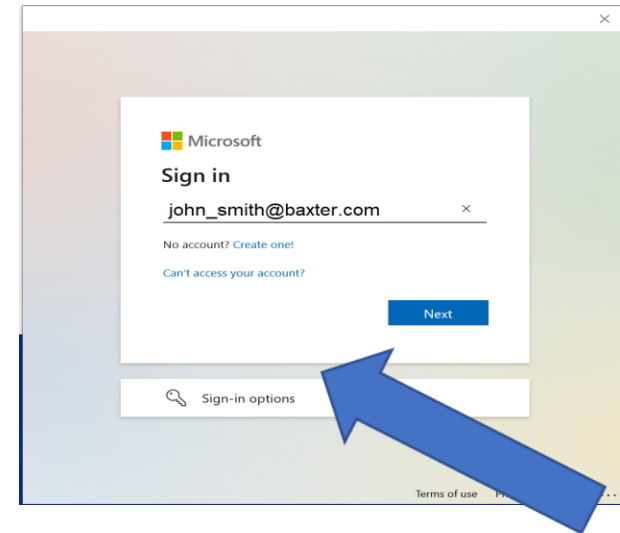 Microsoft
Sign in
john_smith@baxter.com
No account? Create one!
Can't access your account?
Next
Sign-in options
Terms of use